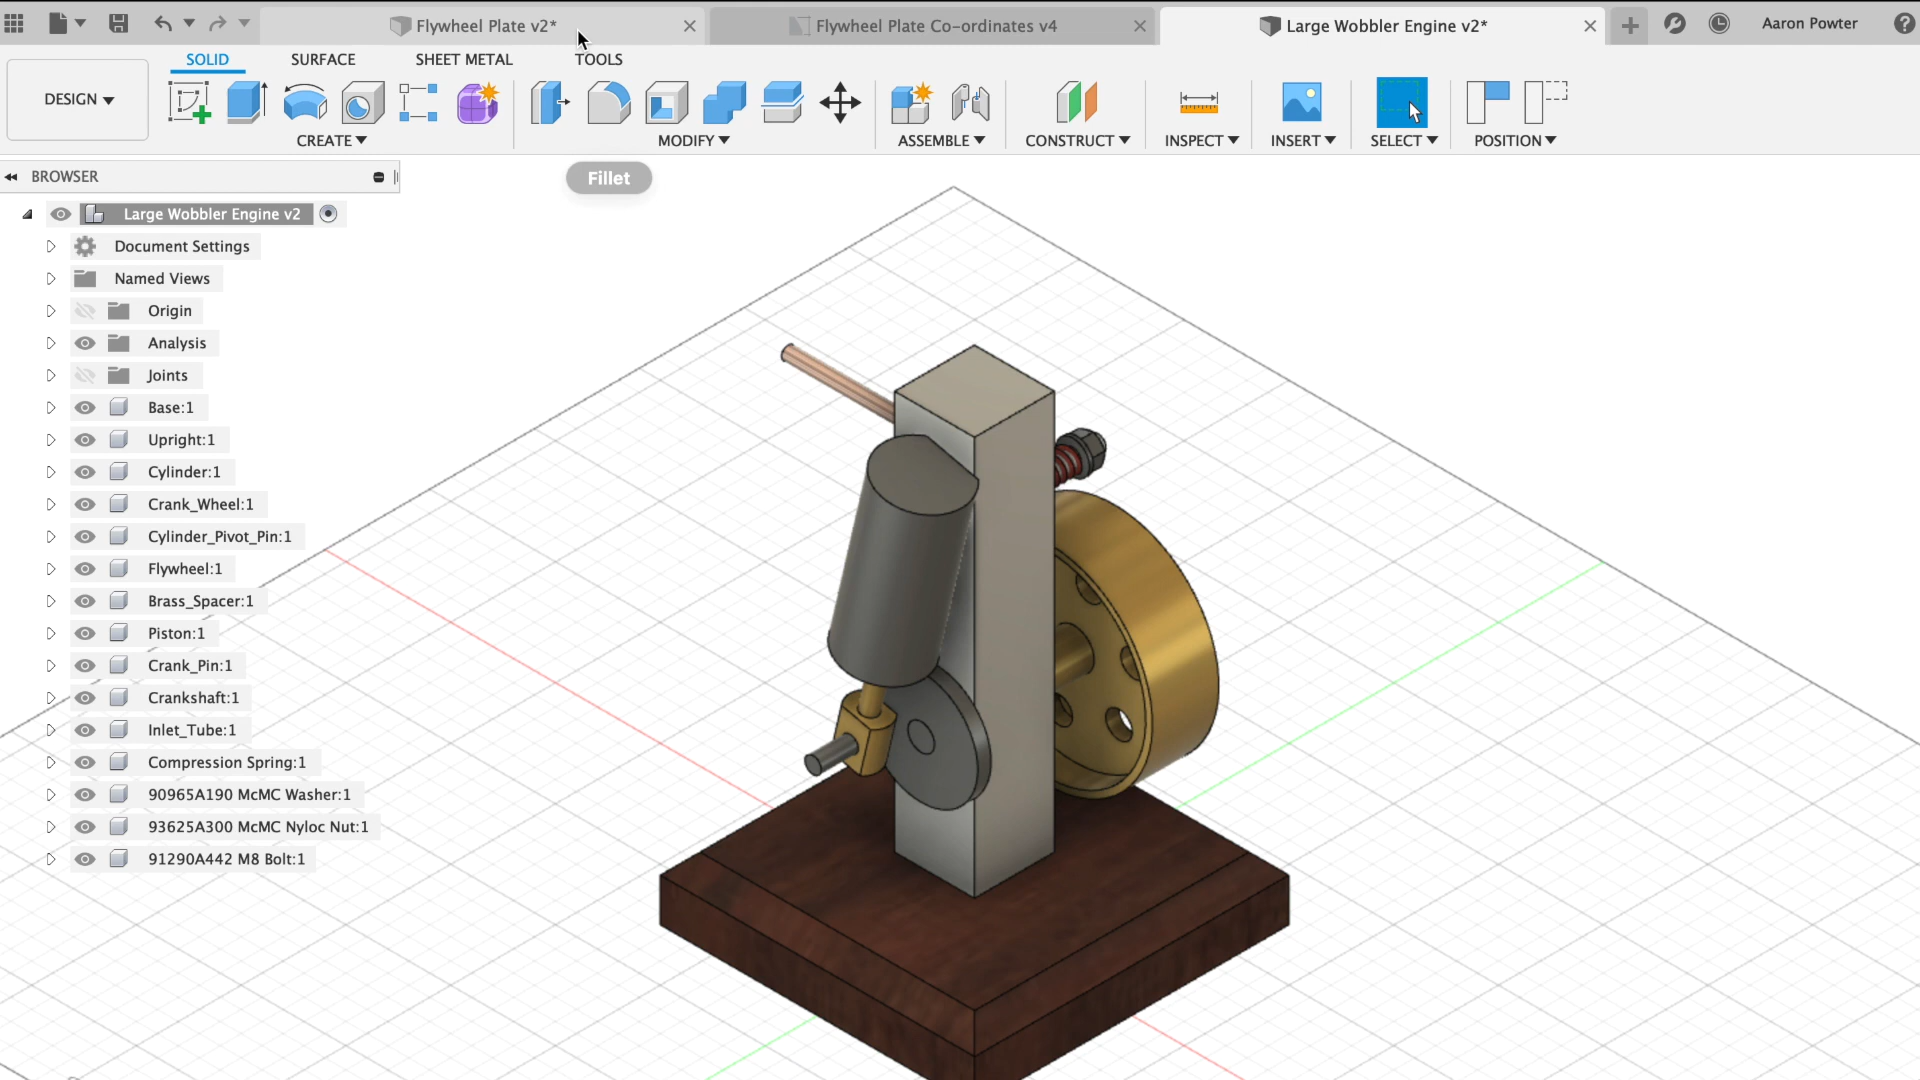 Flywheel Plate v2*
Flywheel Plate Co-ordinates v4
Large Wobbler Engine v2*
Aaron Powter
SOLID SURFACE SHEET METAL TOOLS
DESIGN
CREATE MODIFY ASSEMBLE CONSTRUCT INSPECT INSERT SELECT POSITION
Fillet
BROWSER
Large Wobbler Engine v2
Document Settings
Named Views
Origin
Analysis
Joints
Base:1
Upright:1
Cylinder:1
Crank_Wheel:1
Cylinder_Pivot_Pin:1
Flywheel:1
Brass_Spacer:1
Piston:1
Crank_Pin:1
Crankshaft:1
Inlet_Tube:1
Compression Spring:1
90965A190 McMC Washer:1
93625A300 McMC Nyloc Nut:1
91290A442 M8 Bolt:1